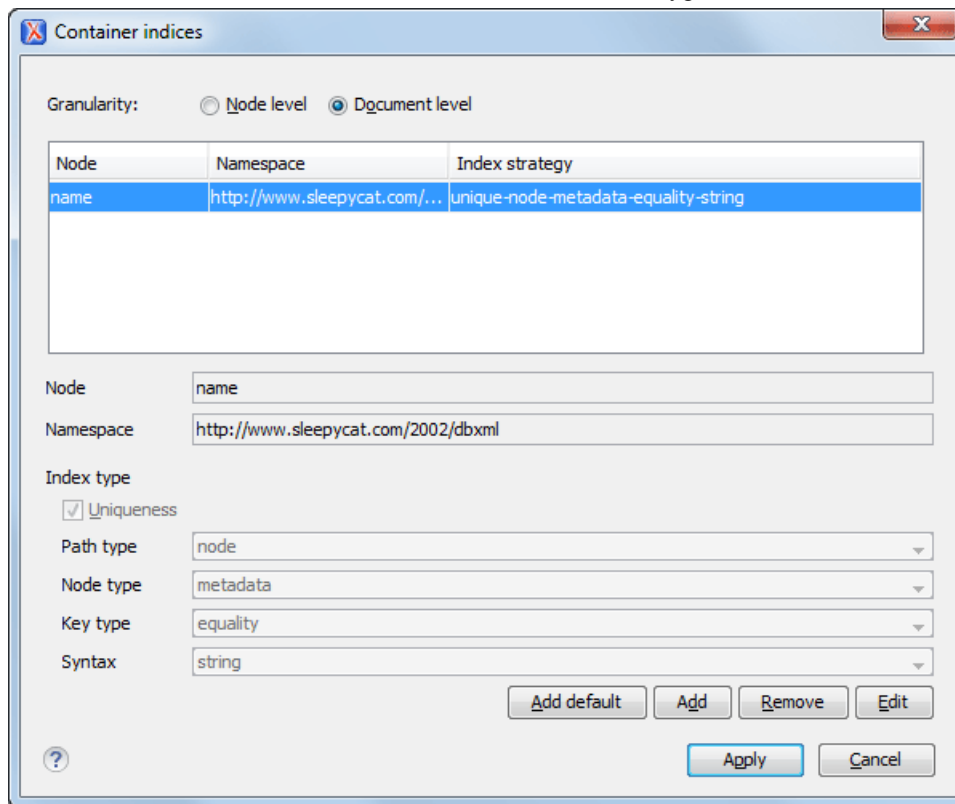 Container indices
Granularity: Node level Document level
Node Namespace Index strategy
name http://www.sleepycat.com/... unique-node-metadata-equality-string
Node name
Namespace http://www.sleepycat.com/2002/dbxml
Index type
Uniqueness
Path type node
Node type metadata
Key type equality
Syntax string
Add default Add Remove Edit
? Apply Cancel